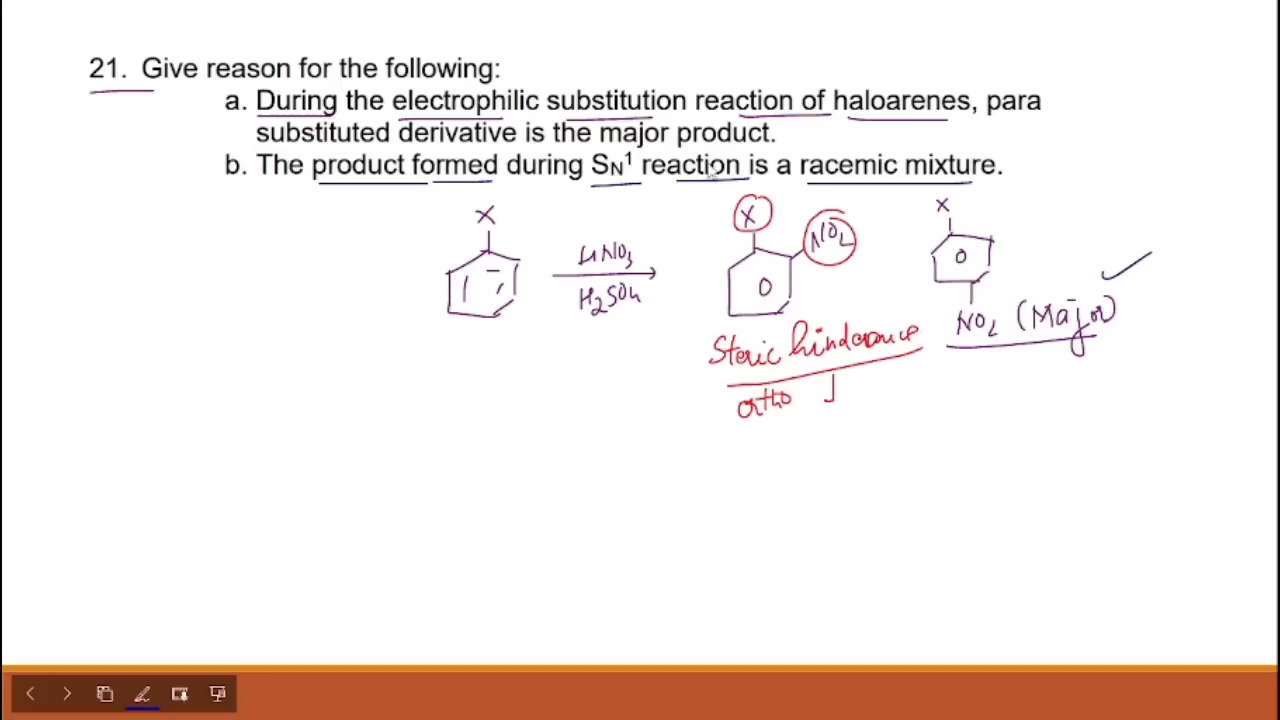 21. Give reason for the following:
a. During the electrophilic substitution reaction of haloarenes, para
substituted derivative is the major product.
b. The product formed during SN1 reaction is a racemic mixture.
X
HNO3
H2SO4
X
NO2
X
NO2 (Major)
Steric hinderance
ortho